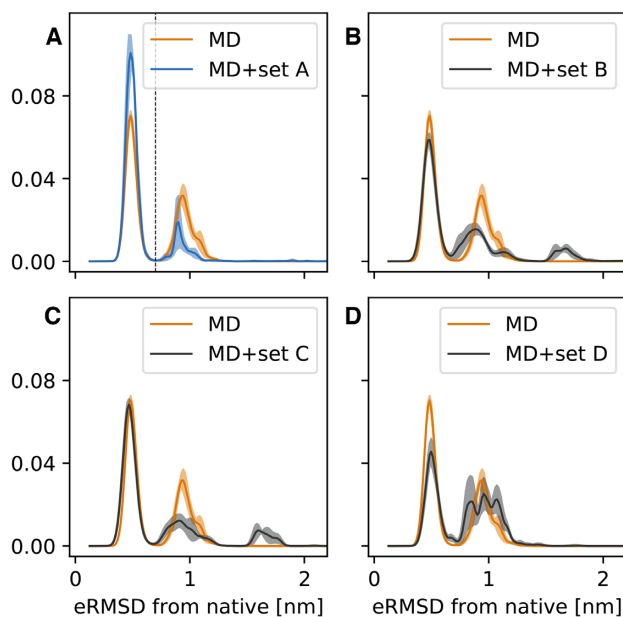 A
MD
MD+set A
B
MD
MD+set B
0.08
0.04
0.00
C
MD
MD+set C
D
MD
MD+set D
0.08
0.04
0.00
0 1 2 0 1 2
eRMSD from native [nm] eRMSD from native [nm]